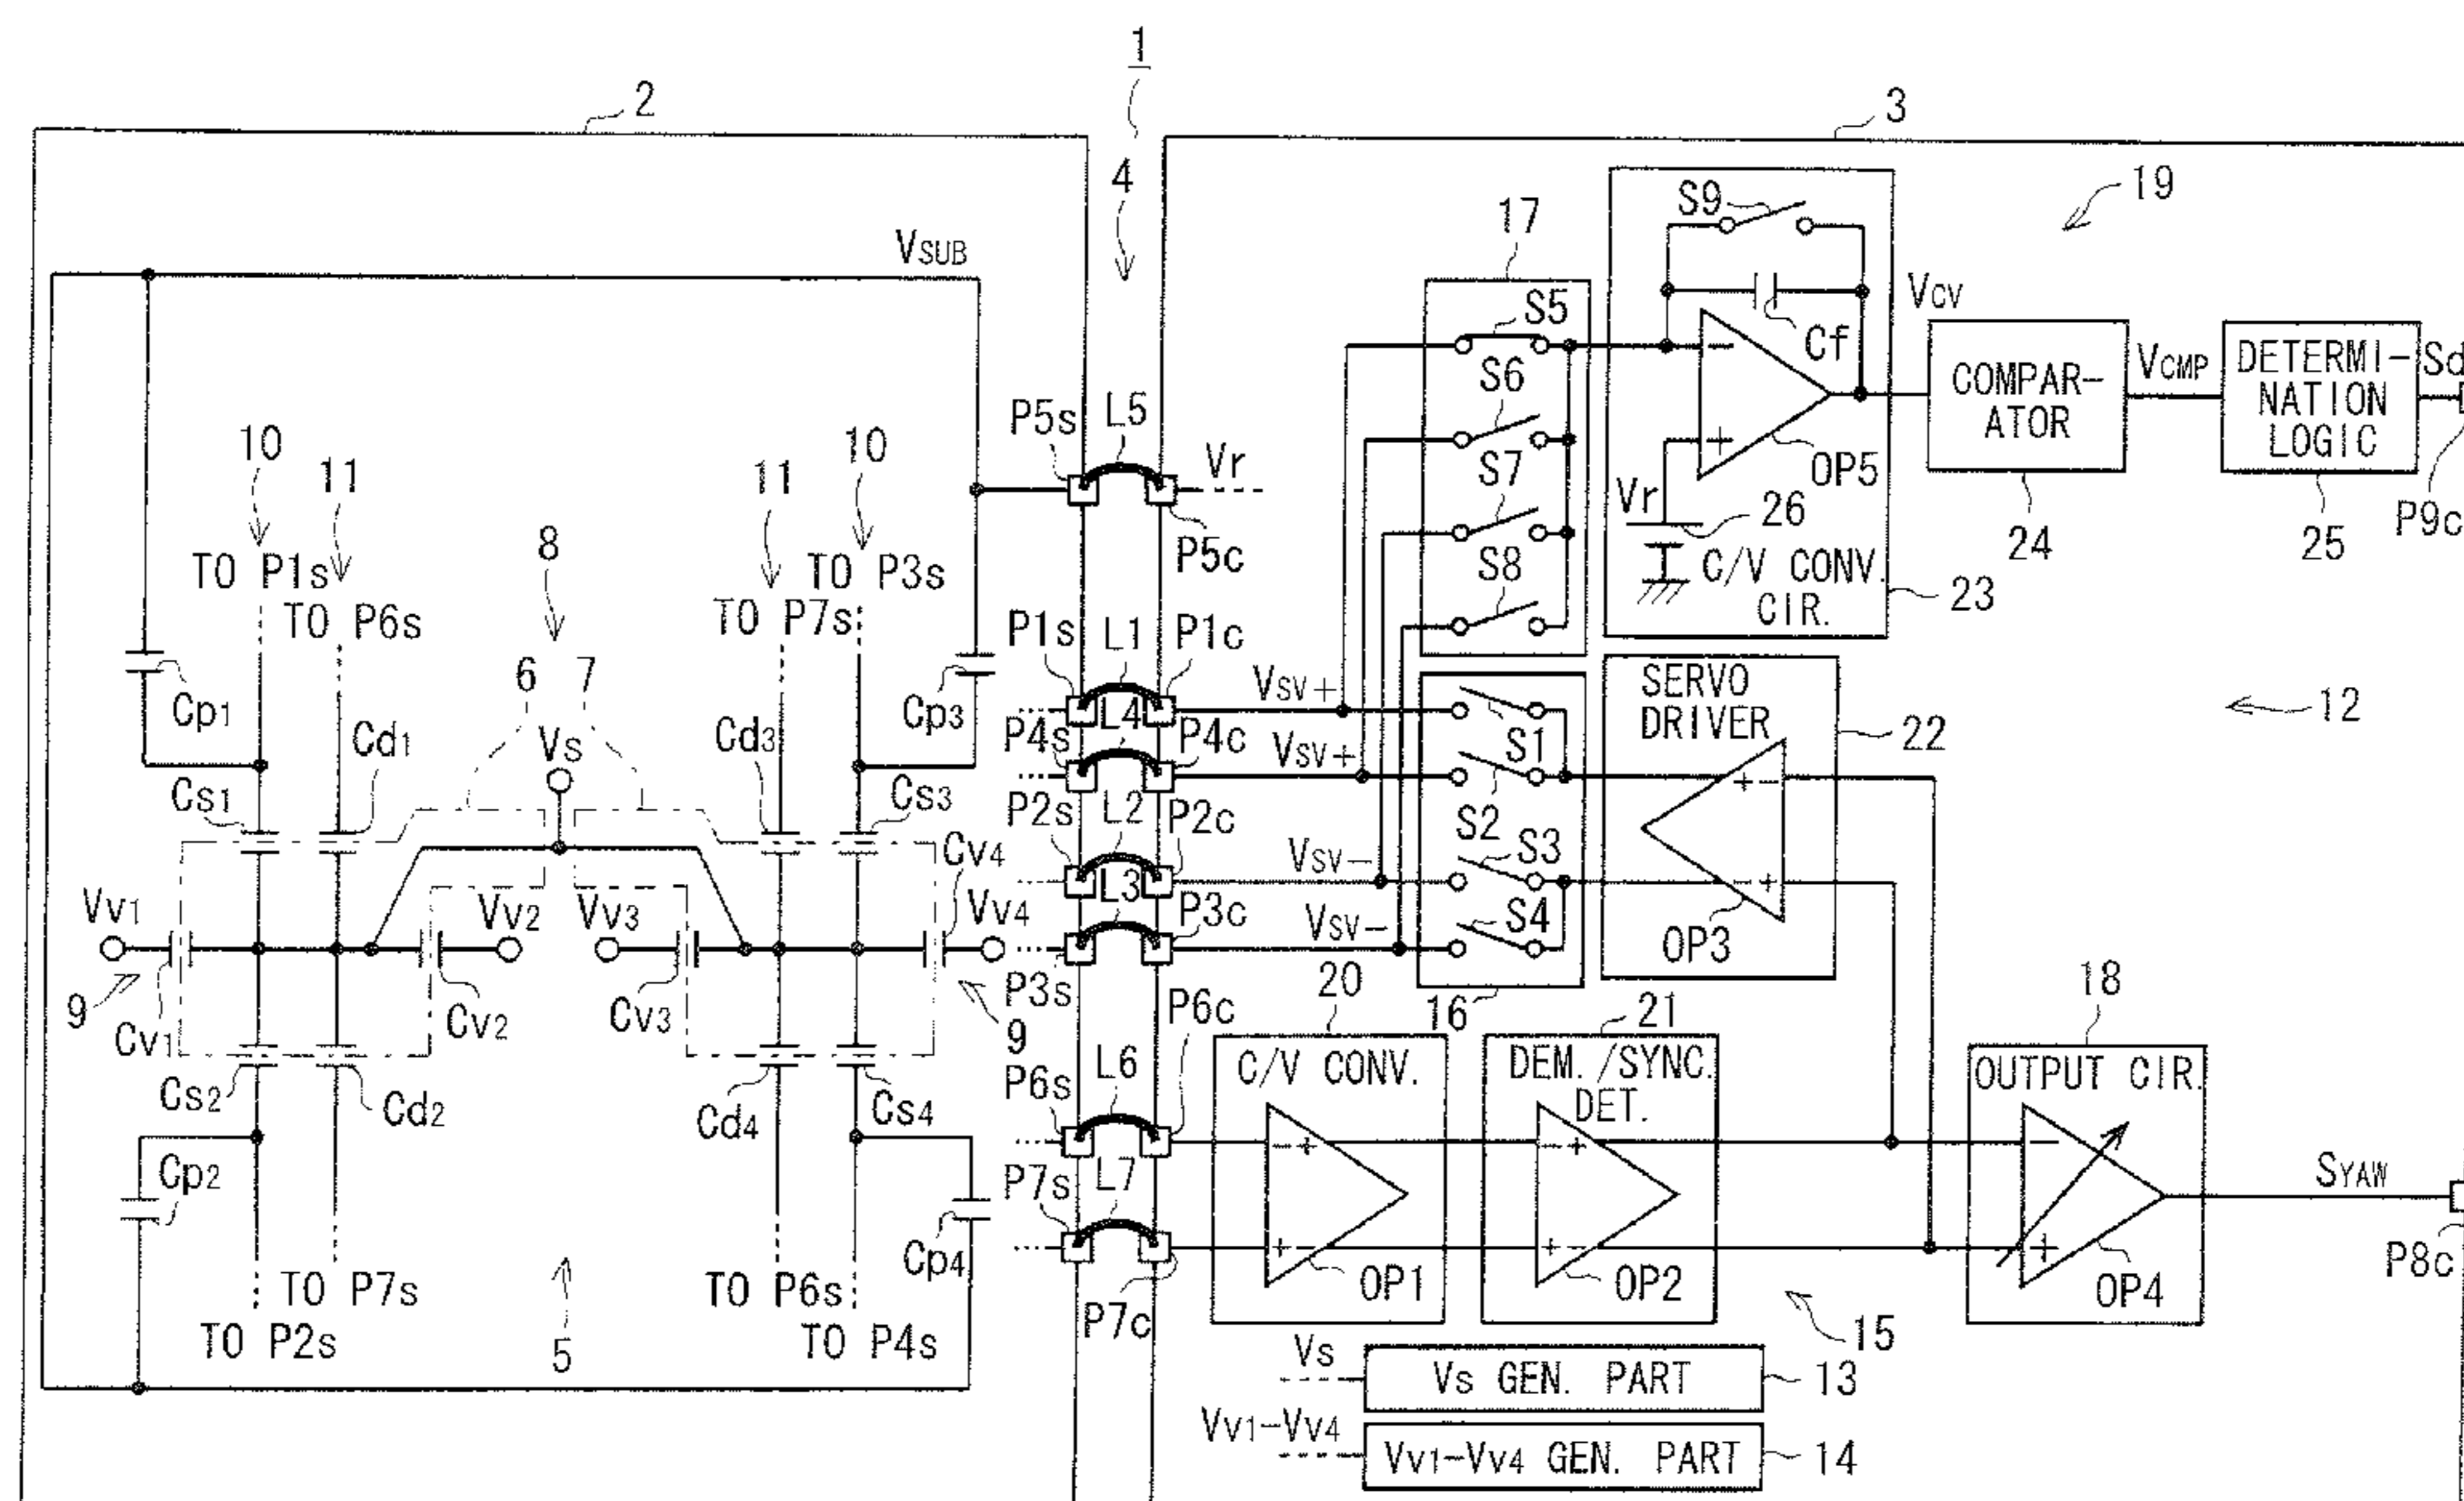 1
2
3
4
19
VSUB
17
S9
VCV
S5
Cf
S6
COMPAR-
ATOR
VCMP
DETERMI-
NATION
LOGIC
Sd
P5s
L5
Vr
10
11
11
10
S7
OP5
Vr
26
24
25
P9c
8
P5c
S8
C/V CONV.
CIR.
23
TO P1s
TO P6s
TO P3s
TO P7s
P1s
L1
P1c
6
7
Cp1
Cp3
VSV+
SERVO
DRIVER
12
L4
P4s
P4c
S1
22
Vs
Cd1
Cd3
VSV+
Cs1
Cs3
P2s
L2
P2c
S2
Cv4
VSV-
S3
L3
Vv1
Vv2
Vv3
Vv4
P3c
VSV-
S4
OP3
9
Cv1
Cv2
Cv3
9
P3s
20
P6c
16
21
18
Cs2
Cd2
Cd4
Cs4
P6s
L6
C/V CONV.
DEM./SYNC.
DET.
OUTPUT CIR.
Cp2
Cp4
P7s
L7
SYAW
TO P7s
TO P2s
5
TO P6s
TO P4s
P7c
OP1
OP2
OP4
P8c
15
Vs
Vs GEN. PART
13
Vv1-Vv4
Vv1-Vv4 GEN. PART
14